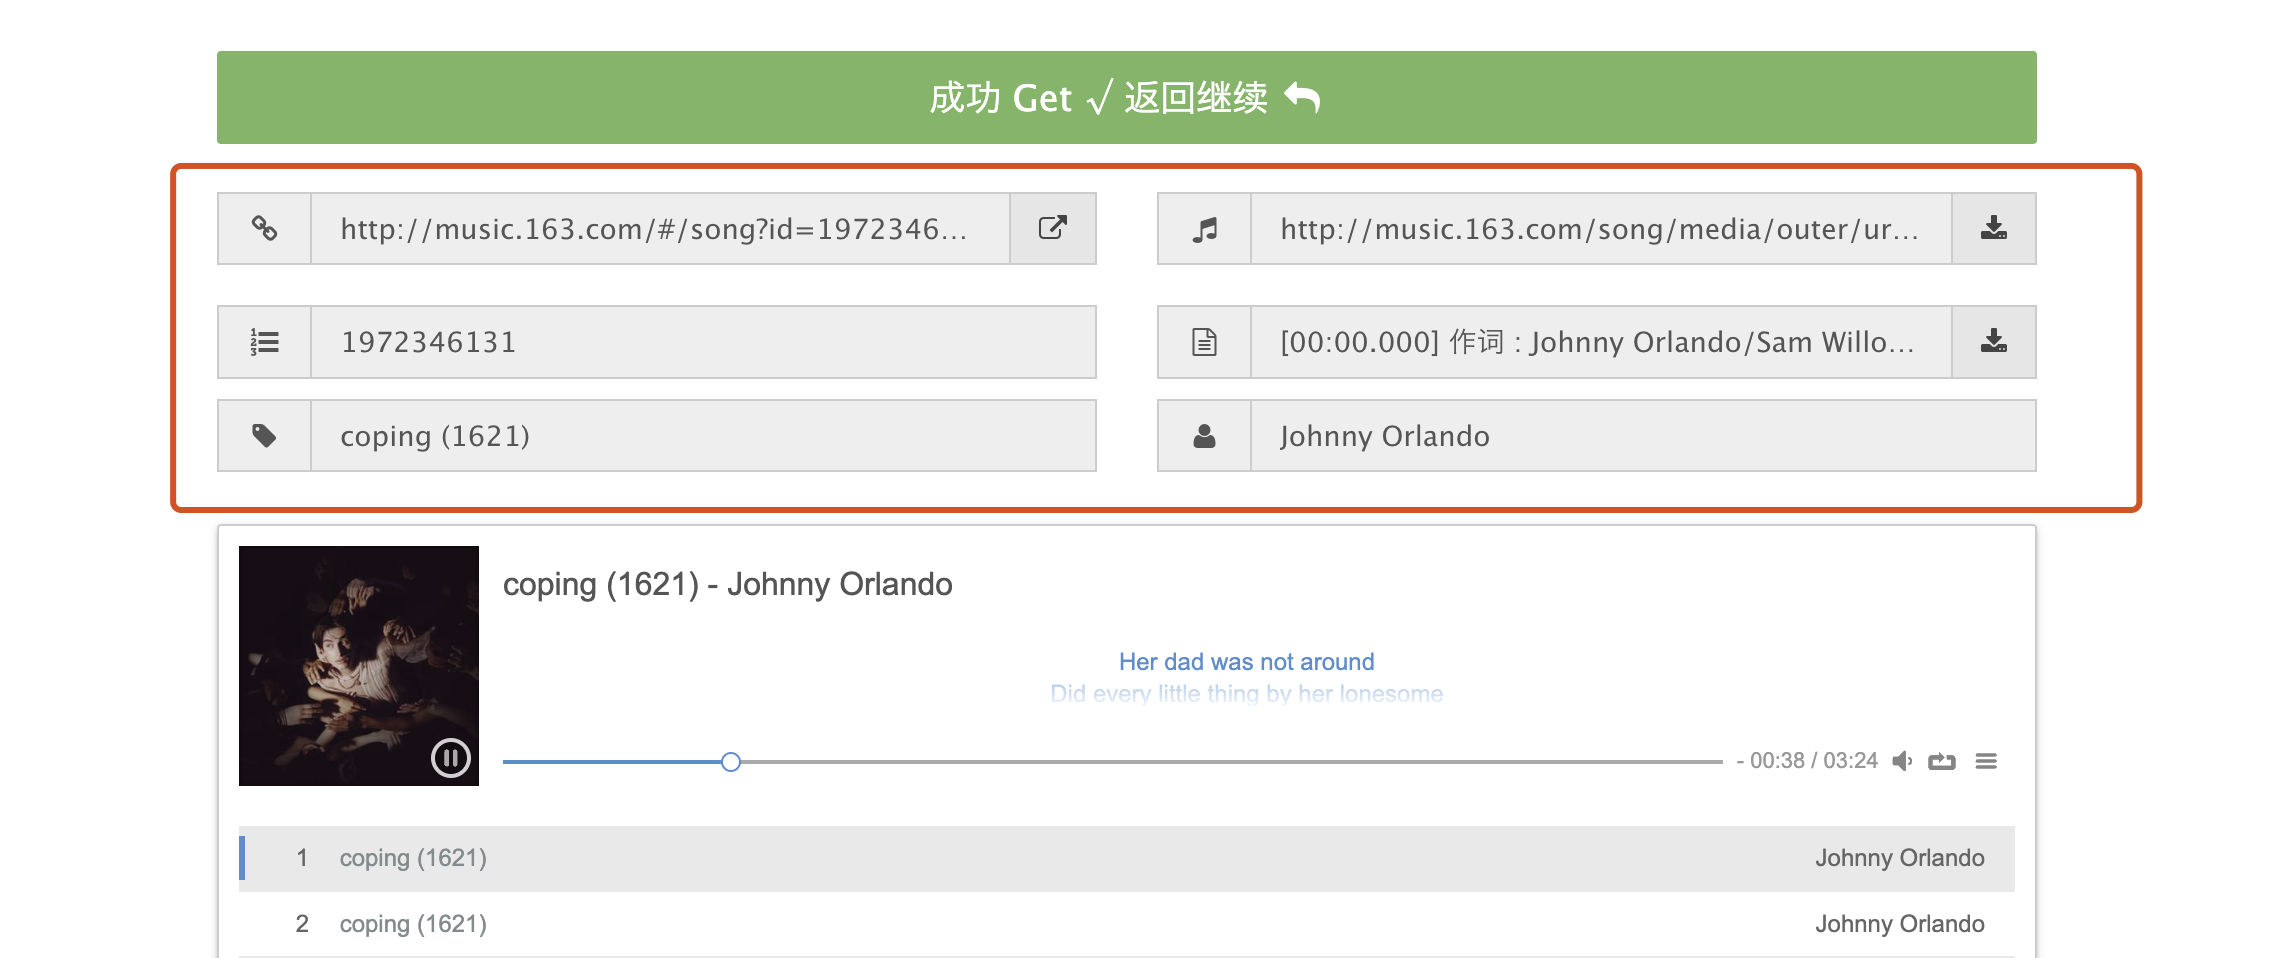 成功 Get √ 返回继续
http://music.163.com/#/song?id=1972346...
http://music.163.com/song/media/outer/ur...
1972346131
[00:00.000] 作词 : Johnny Orlando/Sam Willo...
coping (1621)
Johnny Orlando
coping (1621) - Johnny Orlando
Her dad was not around
Did every little thing by her lonesome
- 00:38 / 03:24
1 coping (1621) Johnny Orlando
2 coping (1621) Johnny Orlando